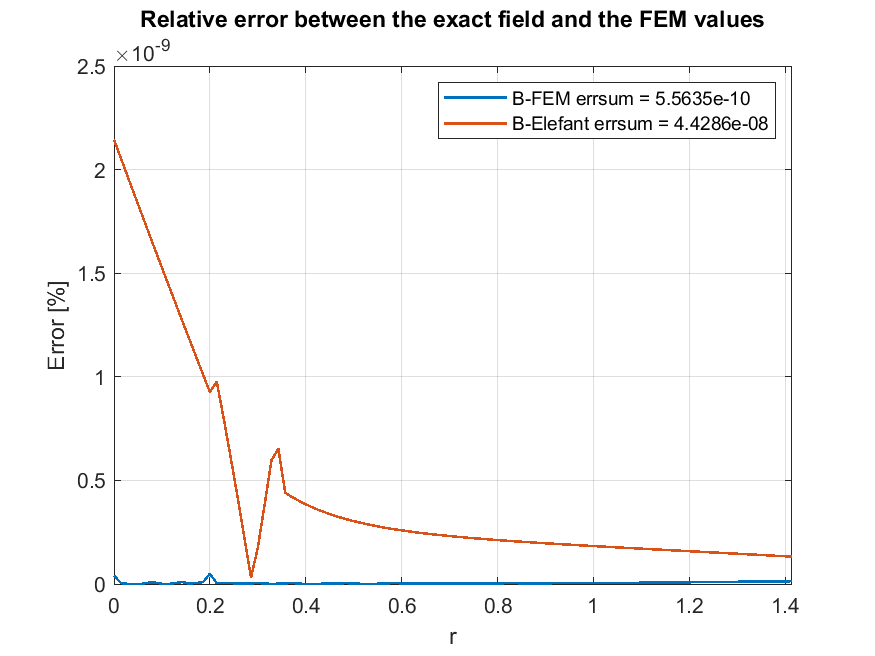 Relative error between the exact field and the FEM values
×10-9
2.5
2
1.5
1
0.5
0
Error [%]
B-FEM errsum = 5.5635e-10
B-Elefant errsum = 4.4286e-08
0 0.2 0.4 0.6 0.8 1 1.2 1.4
r